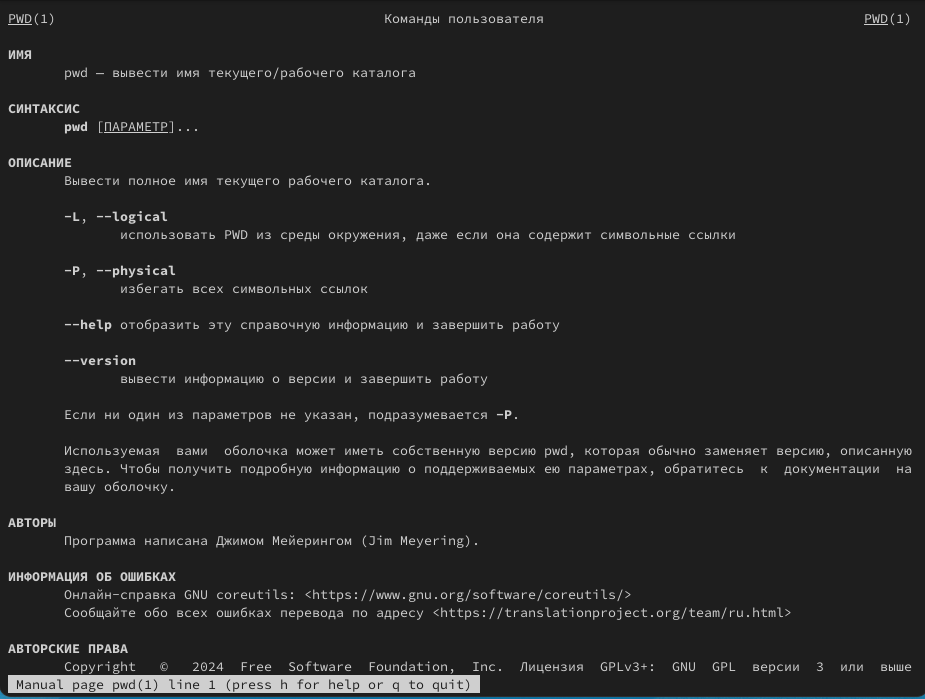 PWD(1) Команды пользователя PWD(1)
ИМЯ
pwd — вывести имя текущего/рабочего каталога
СИНТАКСИС
pwd [ПАРАМЕТР]...
ОПИСАНИЕ
Вывести полное имя текущего рабочего каталога.
-L, --logical
использовать PWD из среды окружения, даже если она содержит символьные ссылки
-P, --physical
избегать всех символьных ссылок
--help отобразить эту справочную информацию и завершить работу
--version
вывести информацию о версии и завершить работу
Если ни один из параметров не указан, подразумевается -P.
Используемая вами оболочка может иметь собственную версию pwd, которая обычно заменяет версию, описанную
здесь. Чтобы получить подробную информацию о поддерживаемых ею параметрах, обратитесь к документации на
вашу оболочку.
АВТОРЫ
Программа написана Джимом Мейерингом (Jim Meyering).
ИНФОРМАЦИЯ ОБ ОШИБКАХ
Онлайн-справка GNU coreutils: <https://www.gnu.org/software/coreutils/>
Сообщайте обо всех ошибках перевода по адресу <https://translationproject.org/team/ru.html>
АВТОРСКИЕ ПРАВА
Copyright © 2024 Free Software Foundation, Inc. Лицензия GPLv3+: GNU GPL версии 3 или выше
Manual page pwd(1) line 1 (press h for help or q to quit)